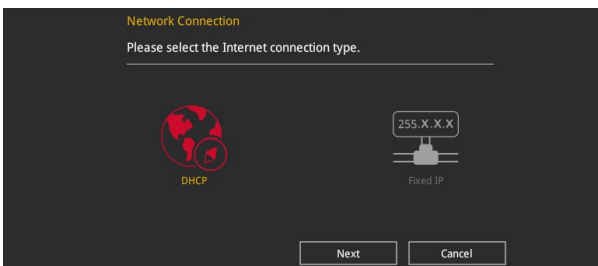 Network Connection
Please select the Internet connection type.
255.X.X.X
DHCP
Fixed IP
Next
Cancel